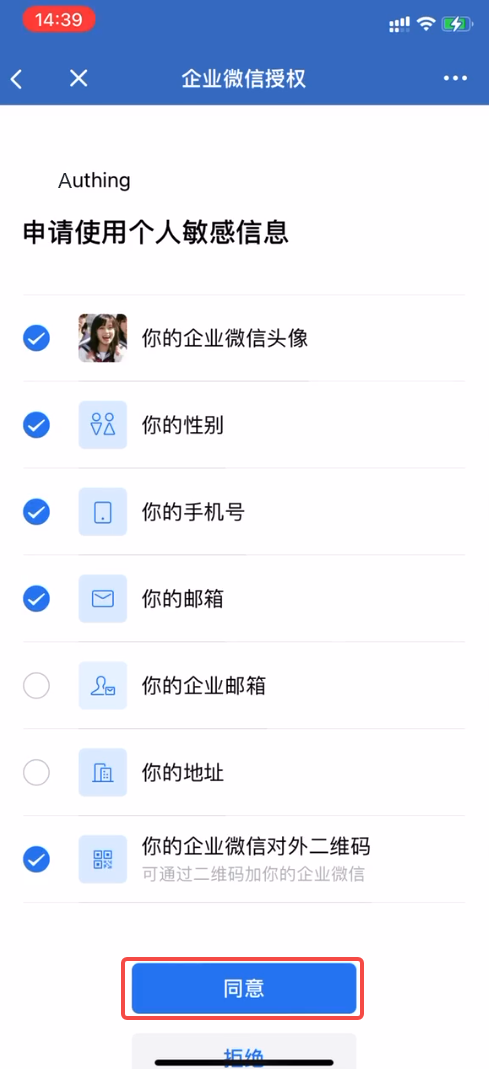 14:39
企业微信授权
Authing
申请使用个人敏感信息
你的企业微信头像
你的性别
你的手机号
你的邮箱
你的企业邮箱
你的地址
你的企业微信对外二维码
可通过二维码加你的企业微信
同意
拒绝